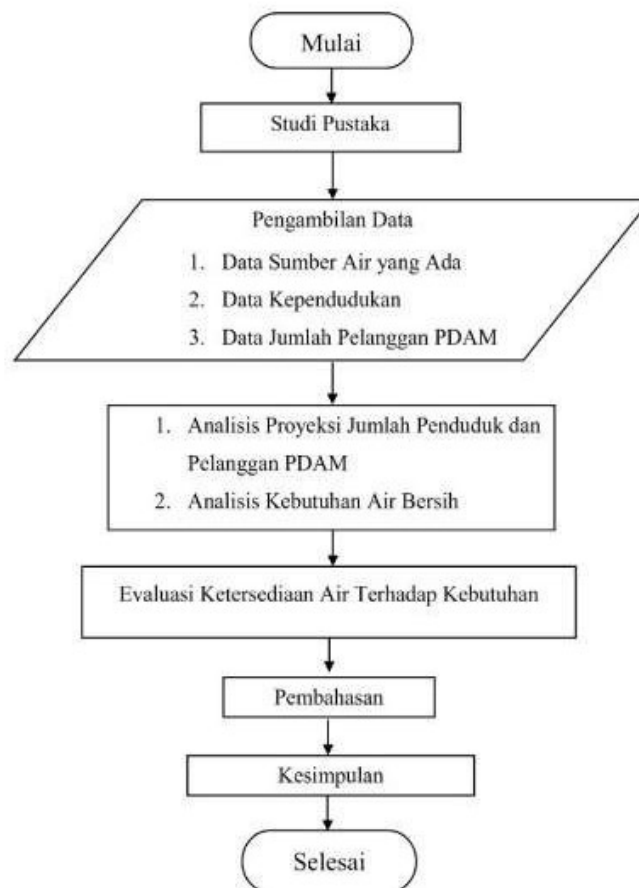 Mulai
Studi Pustaka
Pengambilan Data
1. Data Sumber Air yang Ada
2. Data Kependudukan
3. Data Jumlah Pelanggan PDAM
1. Analisis Proyeksi Jumlah Penduduk dan
Pelanggan PDAM
2. Analisis Kebutuhan Air Bersih
Evaluasi Ketersediaan Air Terhadap Kebutuhan
Pembahasan
Kesimpulan
Selesai